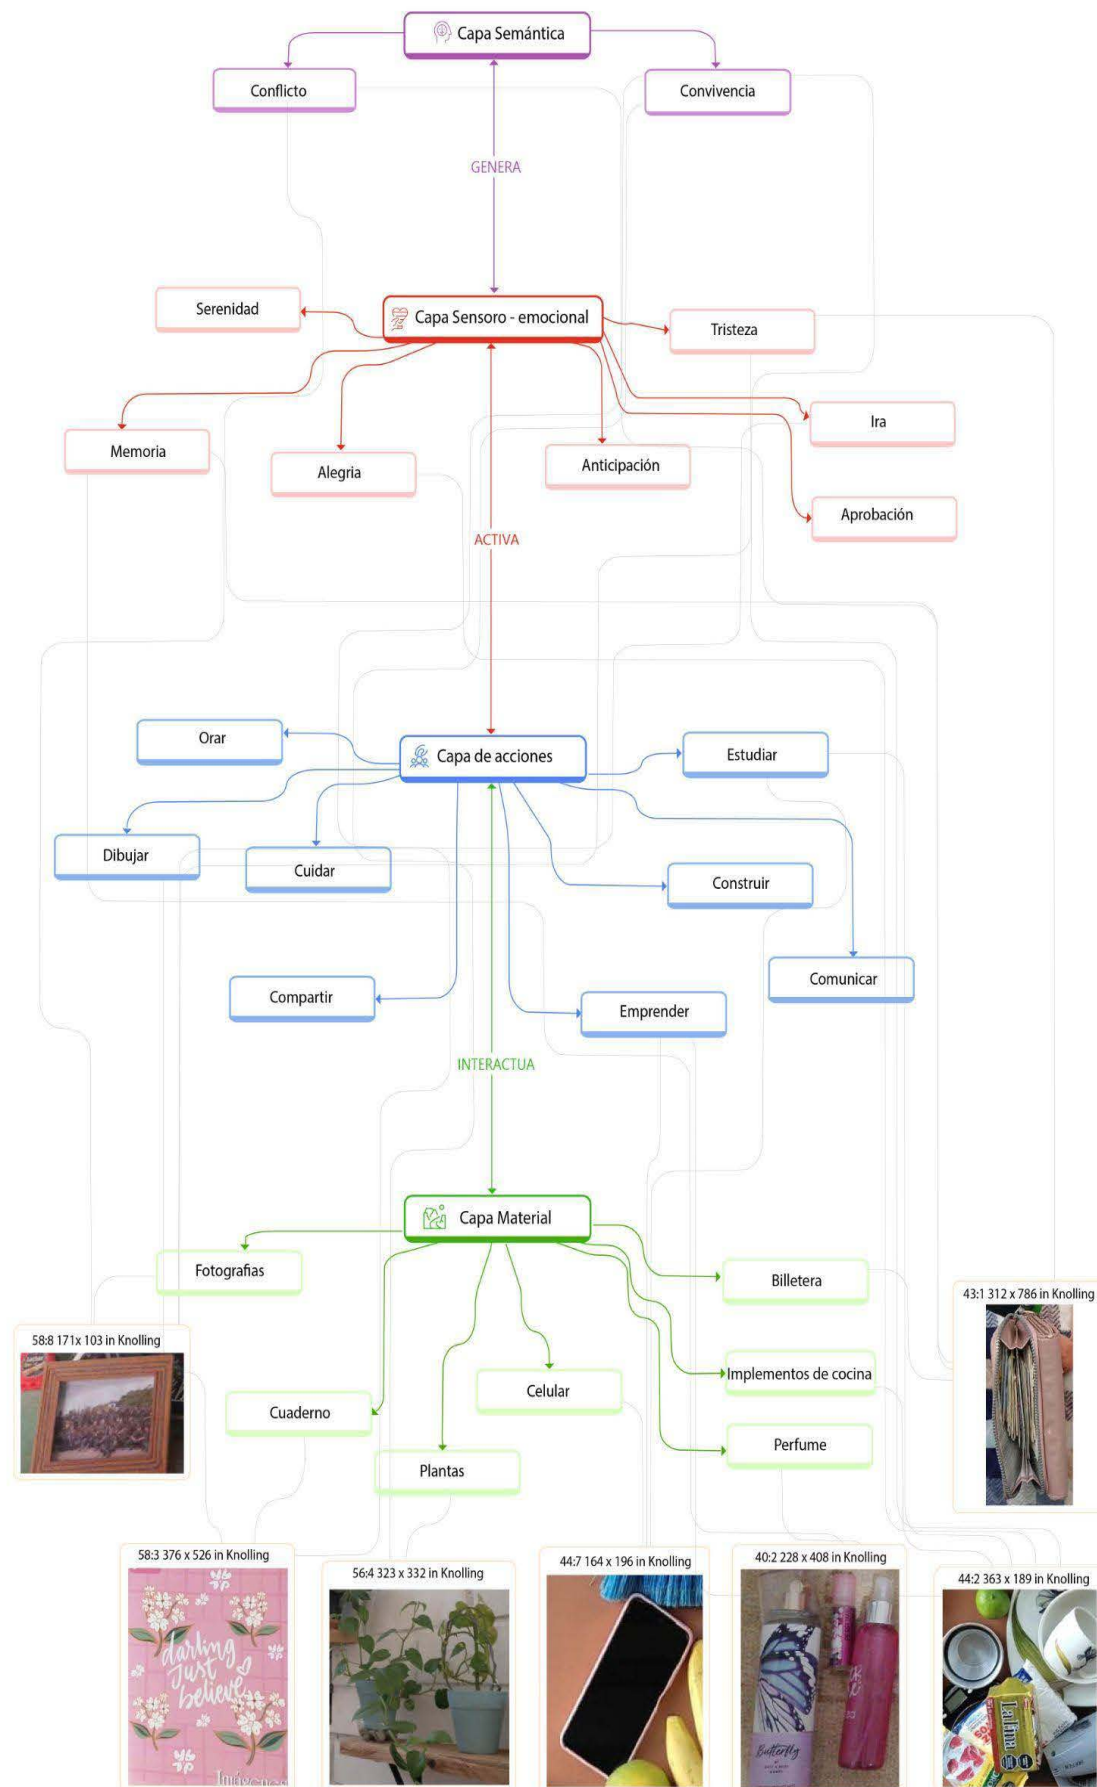 Capa Semántica
Conflicto
Convivencia
GENERA
Serenidad
Capa Sensoro - emocional
Tristeza
Ira
Memoria
Alegria
Anticipación
Aprobación
ACTIVA
Orar
Capa de acciones
Estudiar
Dibujar
Cuidar
Construir
Comunicar
Compartir
Emprender
INTERACTUA
Capa Material
Fotografias
Billetera
43:1 312 x 786 in Knolling
58:8 171x 103 in Knolling
Implementos de cocina
Celular
Cuaderno
Perfume
Plantas
58:3 376 x 526 in Knolling
darling
just
believe
Imágenes
56:4 323 x 332 in Knolling
44:7 164 x 196 in Knolling
40:2 228 x 408 in Knolling
Butterfly
44:2 363 x 189 in Knolling
Latina